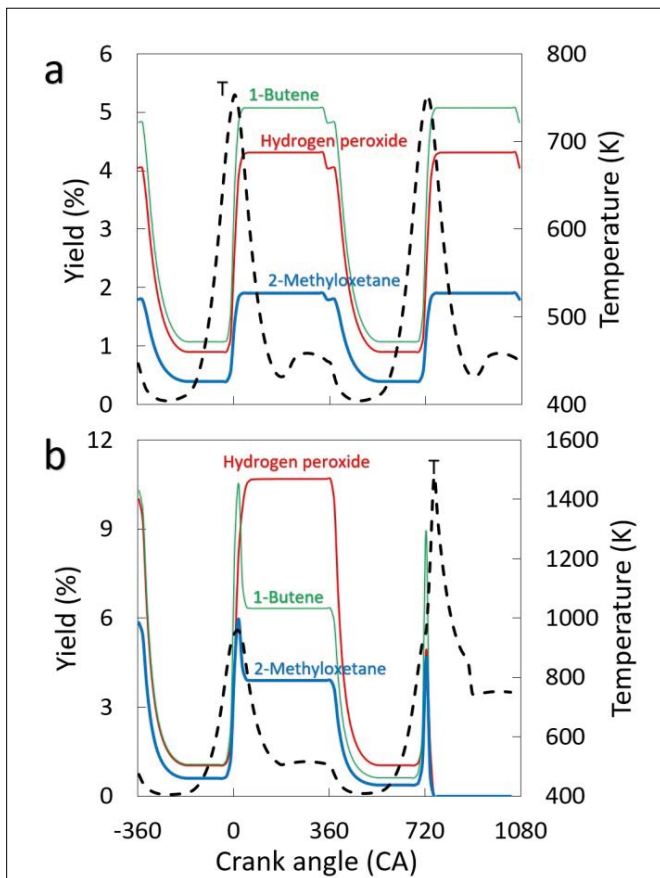 a
6
5
4
3
2
1
0
Yield (%)
T
1-Butene
Hydrogen peroxide
2-Methyloxetane
800
700
600
500
400
Temperature (K)
b
12
9
6
3
0
Yield (%)
Hydrogen peroxide
T
1-Butene
2-Methyloxetane
1600
1400
1200
1000
800
600
400
Temperature (K)
-360 0 360 720 1080
Crank angle (CA)